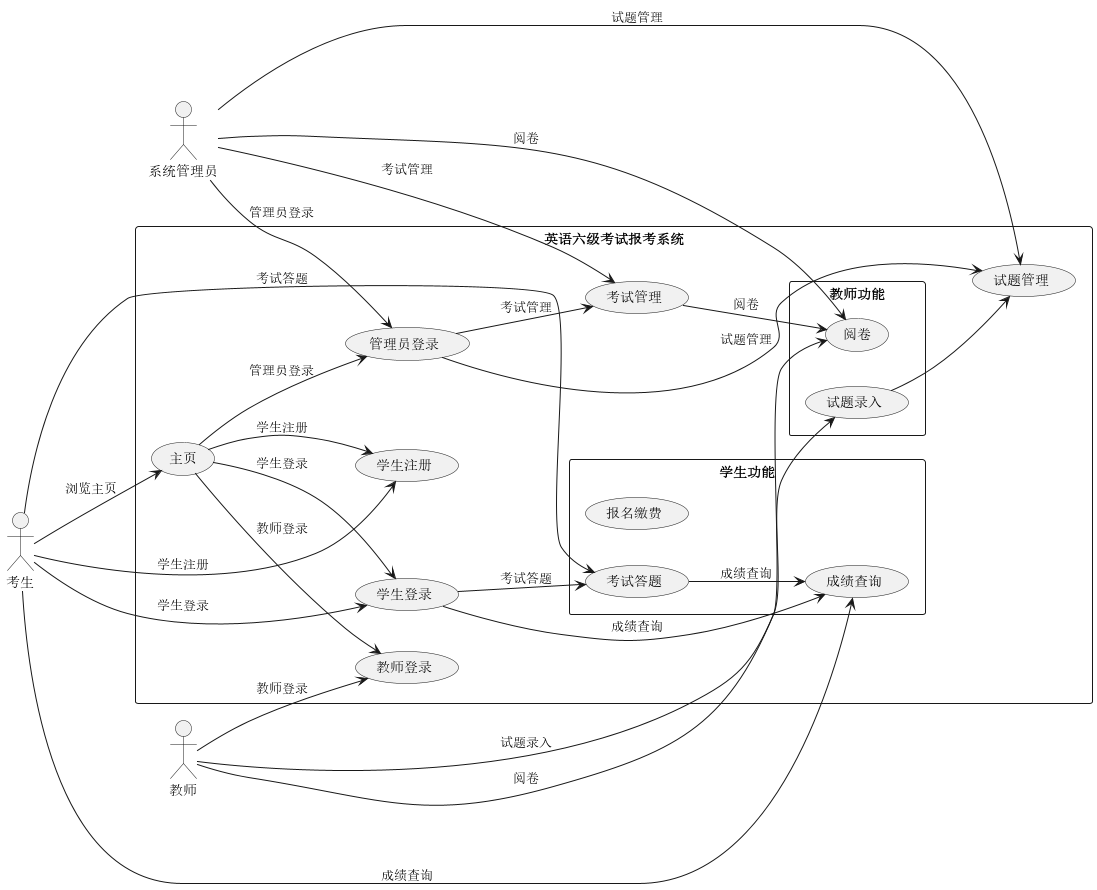 试题管理
阅卷
考试管理
系统管理员
管理员登录
英语六级考试报考系统
考试答题
试题管理
教师功能
考试管理
阅卷
考试管理
阅卷
试题管理
管理员登录
管理员登录
试题录入
学生注册
主页
学生登录
学生注册
学生功能
浏览主页
报名缴费
教师登录
学生注册
考生
考试答题
成绩查询
考试答题
成绩查询
学生登录
学生登录
成绩查询
教师登录
教师登录
试题录入
阅卷
教师
成绩查询